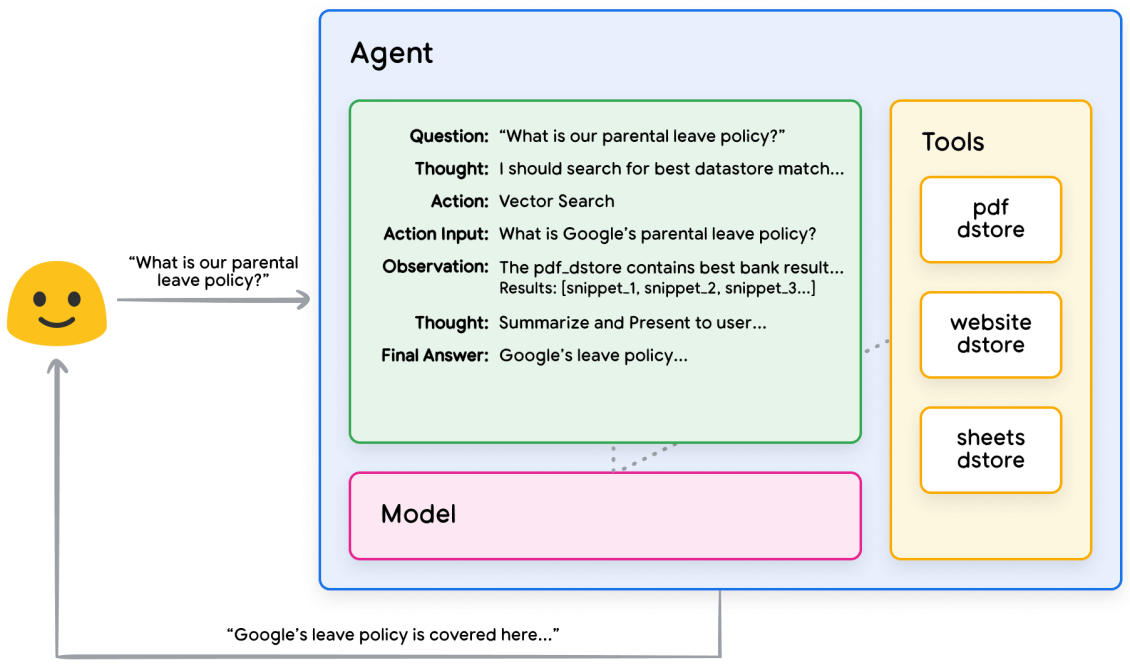 Agent
“What is our parental
leave policy?”
Question: “What is our parental leave policy?”
Thought: I should search for best datastore match...
Action: Vector Search
Action Input: What is Google’s parental leave policy?
Observation: The pdf_dstore contains best bank result...
Results: [snippet_1, snippet_2, snippet_3...]
Thought: Summarize and Present to user...
Final Answer: Google’s leave policy...
Tools
pdf
dstore
website
dstore
sheets
dstore
Model
“Google’s leave policy is covered here...”